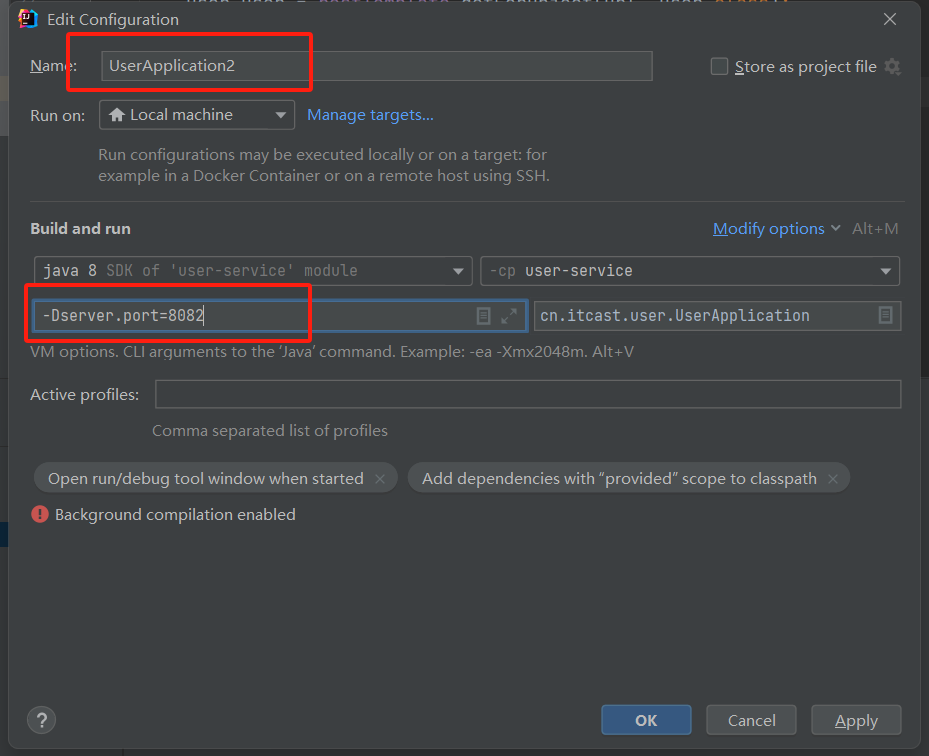 Edit Configuration
Name: UserApplication2 Store as project file
Run on: Local machine Manage targets...
Run configurations may be executed locally or on a target: for
example in a Docker Container or on a remote host using SSH.
Build and run Modify options Alt+M
java 8 SDK of 'user-service' module -cp user-service
-Dserver.port=8082 cn.itcast.user.UserApplication
VM options. CLI arguments to the 'Java' command. Example: -ea -Xmx2048m. Alt+V
Active profiles:
Comma separated list of profiles
Open run/debug tool window when started × Add dependencies with “provided” scope to classpath ×
Background compilation enabled
? OK Cancel Apply